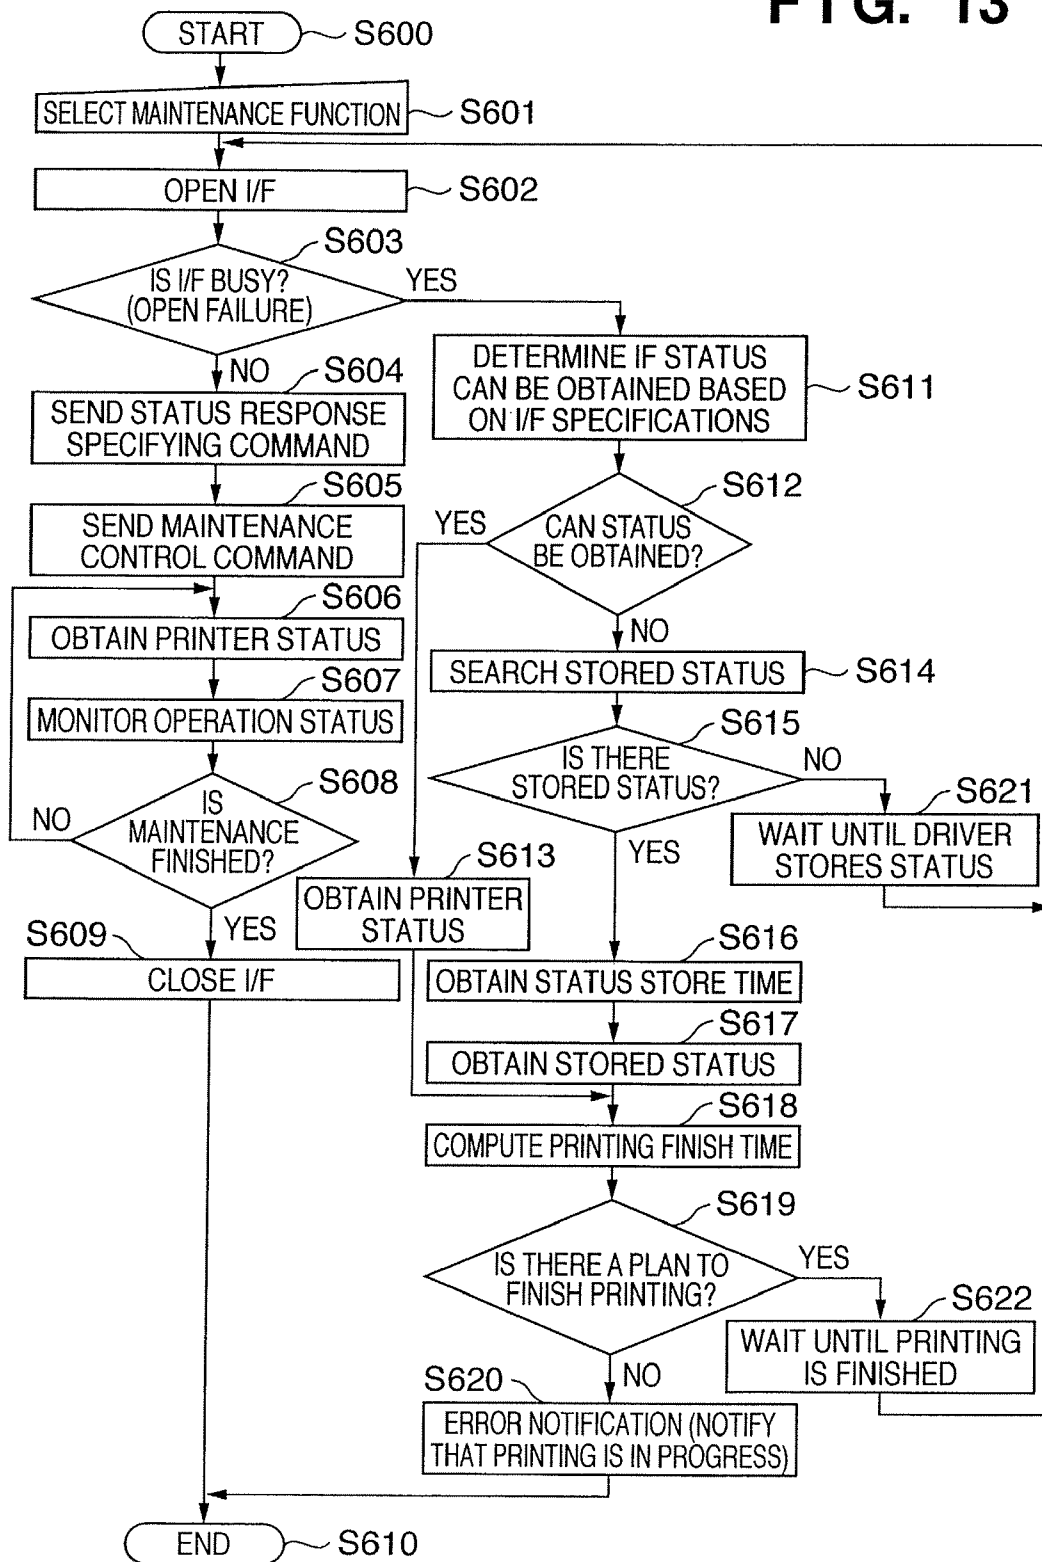 FIG. 13
START
S600
SELECT MAINTENANCE FUNCTION
S601
OPEN I/F
S602
S603
IS I/F BUSY?
(OPEN FAILURE)
YES
NO
S604
SEND STATUS RESPONSE
SPECIFYING COMMAND
S605
SEND MAINTENANCE
CONTROL COMMAND
S606
OBTAIN PRINTER STATUS
S607
MONITOR OPERATION STATUS
S608
IS
MAINTENANCE
FINISHED?
NO
YES
S609
CLOSE I/F
DETERMINE IF STATUS
CAN BE OBTAINED BASED
ON I/F SPECIFICATIONS
S611
S612
CAN STATUS
BE OBTAINED?
YES
NO
S613
OBTAIN PRINTER
STATUS
SEARCH STORED STATUS
S614
S615
IS THERE
STORED STATUS?
NO
YES
S621
WAIT UNTIL DRIVER
STORES STATUS
S616
OBTAIN STATUS STORE TIME
S617
OBTAIN STORED STATUS
S618
COMPUTE PRINTING FINISH TIME
S619
IS THERE A PLAN TO
FINISH PRINTING?
YES
NO
S622
WAIT UNTIL PRINTING
IS FINISHED
S620
ERROR NOTIFICATION (NOTIFY
THAT PRINTING IS IN PROGRESS)
END
S610